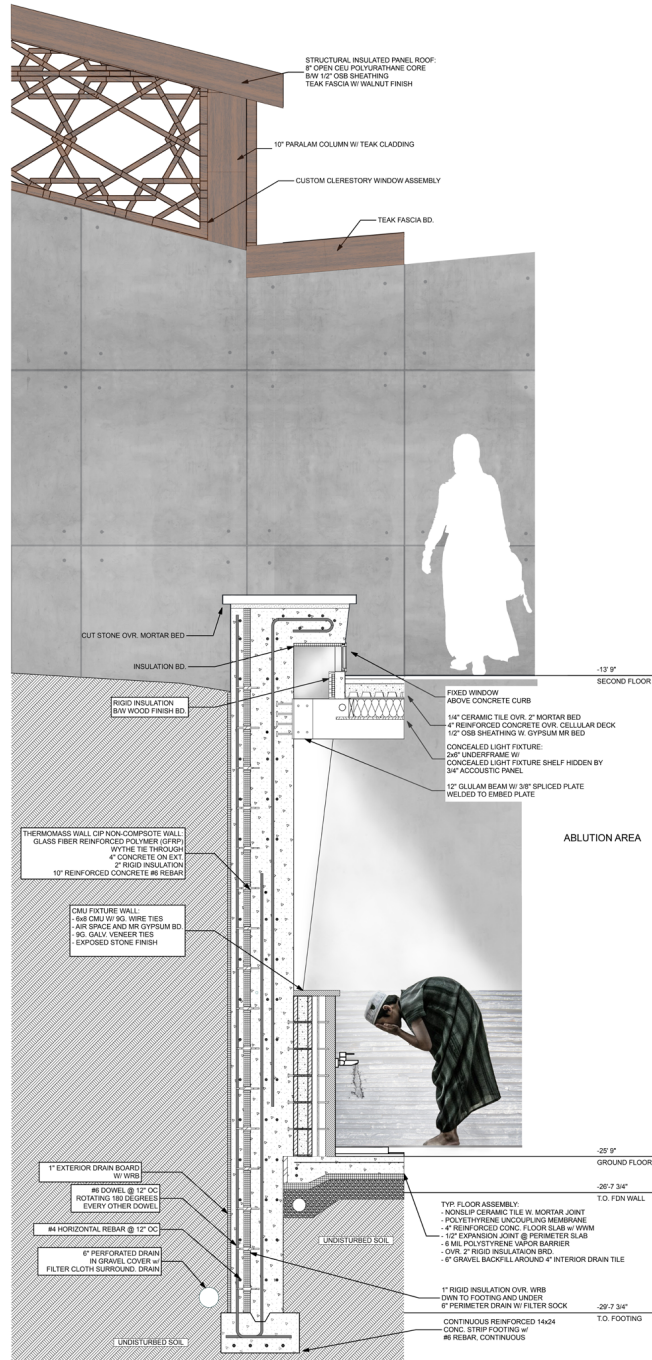 STRUCTURAL INSULATED PANEL ROOF:
8" OPEN CEU POLYURATHANE CORE
B/W 1/2" OSB SHEATHING
TEAK FASCIA W/ WALNUT FINISH
10" PARALAM COLUMN W/ TEAK CLADDING
CUSTOM CLERESTORY WINDOW ASSEMBLY
TEAK FASCIA BD.
CUT STONE OVR. MORTAR BED
INSULATION BD.
RIGID INSULATION
B/W WOOD FINISH BD.
-13' 9"
SECOND FLOOR
FIXED WINDOW
ABOVE CONCRETE CURB
1/4" CERAMIC TILE OVR. 2" MORTAR BED
4" REINFORCED CONCRETE OVR. CELLULAR DECK
1/2" OSB SHEATHING W. GYPSUM MR BED
CONCEALED LIGHT FIXTURE:
2x6" UNDERFRAME W/
CONCEALED LIGHT FIXTURE SHELF HIDDEN BY
3/4" ACCOUSTIC PANEL
12" GLULAM BEAM W/ 3/8" SPLICED PLATE
WELDED TO EMBED PLATE
THERMOMASS WALL CIP NON-COMPSOTE WALL:
GLASS FIBER REINFORCED POLYMER (GFRP)
WYTHE TIE THROUGH
4" CONCRETE ON EXT.
2" RIGID INSULATION
10" REINFORCED CONCRETE #6 REBAR
ABLUTION AREA
CMU FIXTURE WALL:
- 6x8 CMU W/ 9G. WIRE TIES
- AIR SPACE AND MR GYPSUM BD.
- 9G. GALV. VENEER TIES
- EXPOSED STONE FINISH
-25' 9"
GROUND FLOOR
1" EXTERIOR DRAIN BOARD
W/ WRB
#6 DOWEL @ 12" OC
ROTATING 180 DEGREES
EVERY OTHER DOWEL
#4 HORIZONTAL REBAR @ 12" OC
6" PERFORATED DRAIN
IN GRAVEL COVER w/
FILTER CLOTH SURROUND. DRAIN
-26'-7 3/4"
T.O. FDN WALL
TYP. FLOOR ASSEMBLY:
- NONSLIP CERAMIC TILE W. MORTAR JOINT
- POLYETHYRENE UNCOUPLING MEMBRANE
- 4" REINFORCED CONC. FLOOR SLAB w/ WWM
- 1/2" EXPANSION JOINT @ PERIMETER SLAB
- 6 MIL POLYSTYRENE VAPOR BARRIER
- OVR. 2" RIGID INSULATAION BRD.
- 6" GRAVEL BACKFILL AROUND 4" INTERIOR DRAIN TILE
UNDISTURBED SOIL
1" RIGID INSULATION OVR. WRB
DWN TO FOOTING AND UNDER
6" PERIMETER DRAIN W/ FILTER SOCK
-29'-7 3/4"
T.O. FOOTING
CONTINUOUS REINFORCED 14x24
CONC. STRIP FOOTING w/
#6 REBAR, CONTINUOUS
UNDISTURBED SOIL